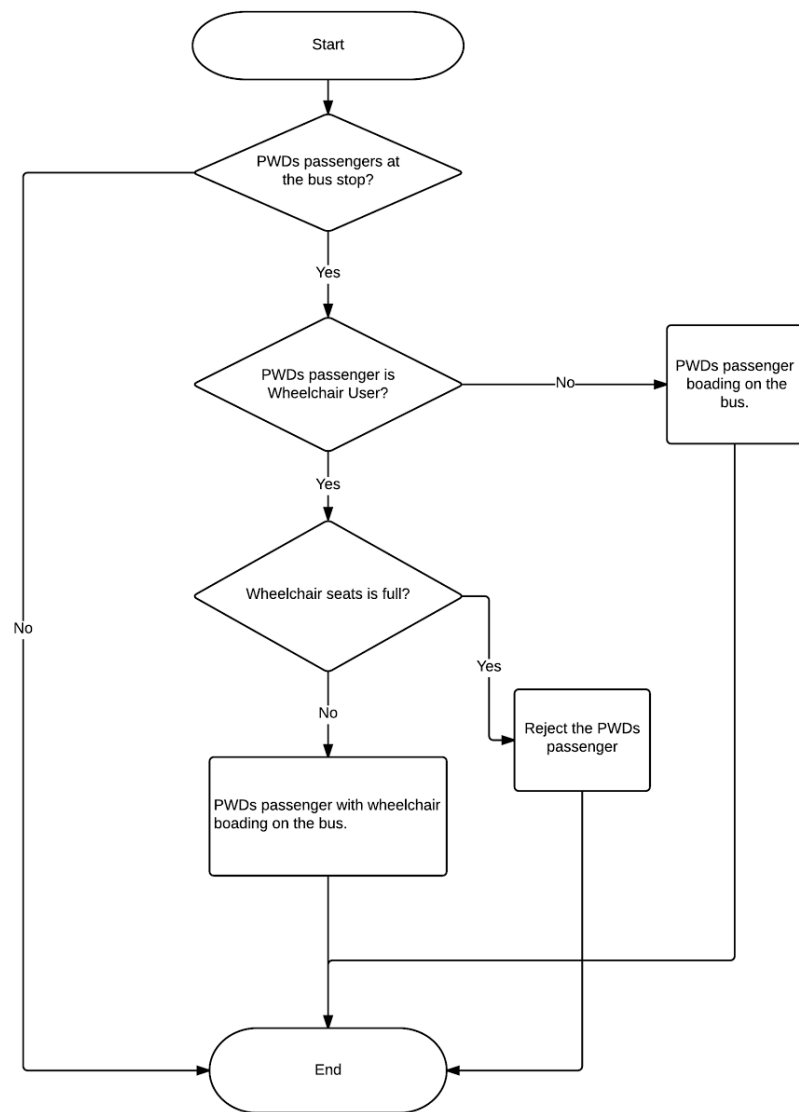 Start
PWDs passengers at
the bus stop?
Yes
PWDs passenger is
Wheelchair User?
No
PWDs passenger
boading on the
bus.
Yes
Wheelchair seats is full?
No
Yes
No
Reject the PWDs
passenger
PWDs passenger with wheelchair
boading on the bus.
End